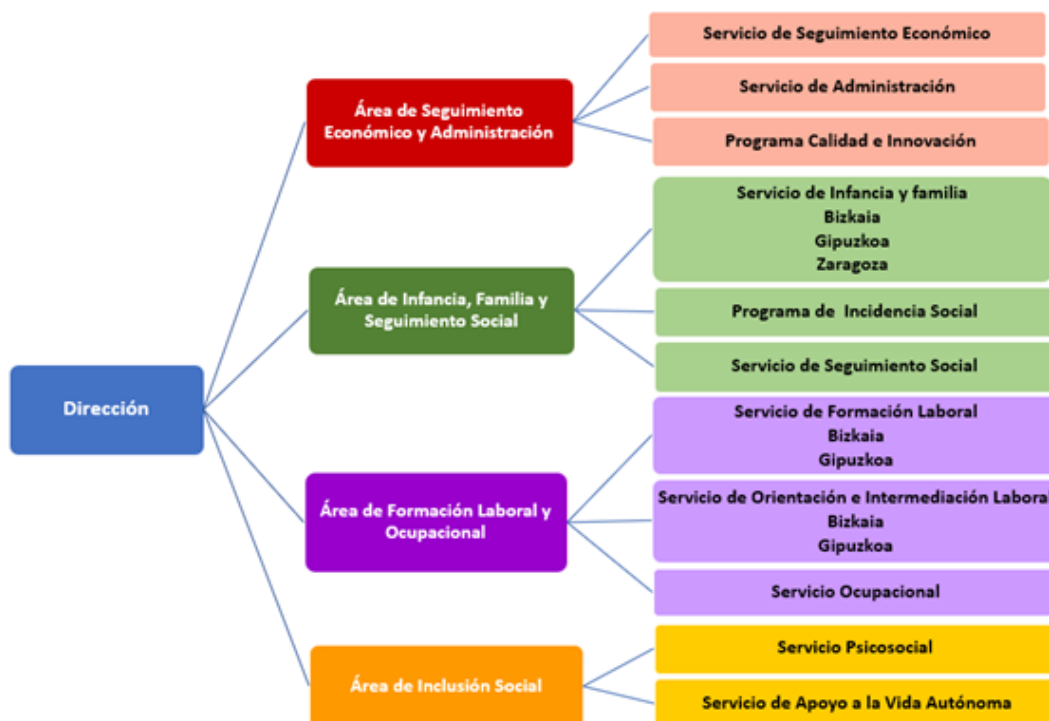 Dirección
Área de Seguimiento
Económico y Administración
Servicio de Seguimiento Económico
Servicio de Administración
Programa Calidad e Innovación
Área de Infancia, Familia y
Seguimiento Social
Servicio de Infancia y familia
Bizkaia
Gipuzkoa
Zaragoza
Programa de Incidencia Social
Servicio de Seguimiento Social
Área de Formación Laboral y
Ocupacional
Servicio de Formación Laboral
Bizkaia
Gipuzkoa
Servicio de Orientación e Intermediación Laboral
Bizkaia
Gipuzkoa
Servicio Ocupacional
Área de Inclusión Social
Servicio Psicosocial
Servicio de Apoyo a la Vida Autónoma